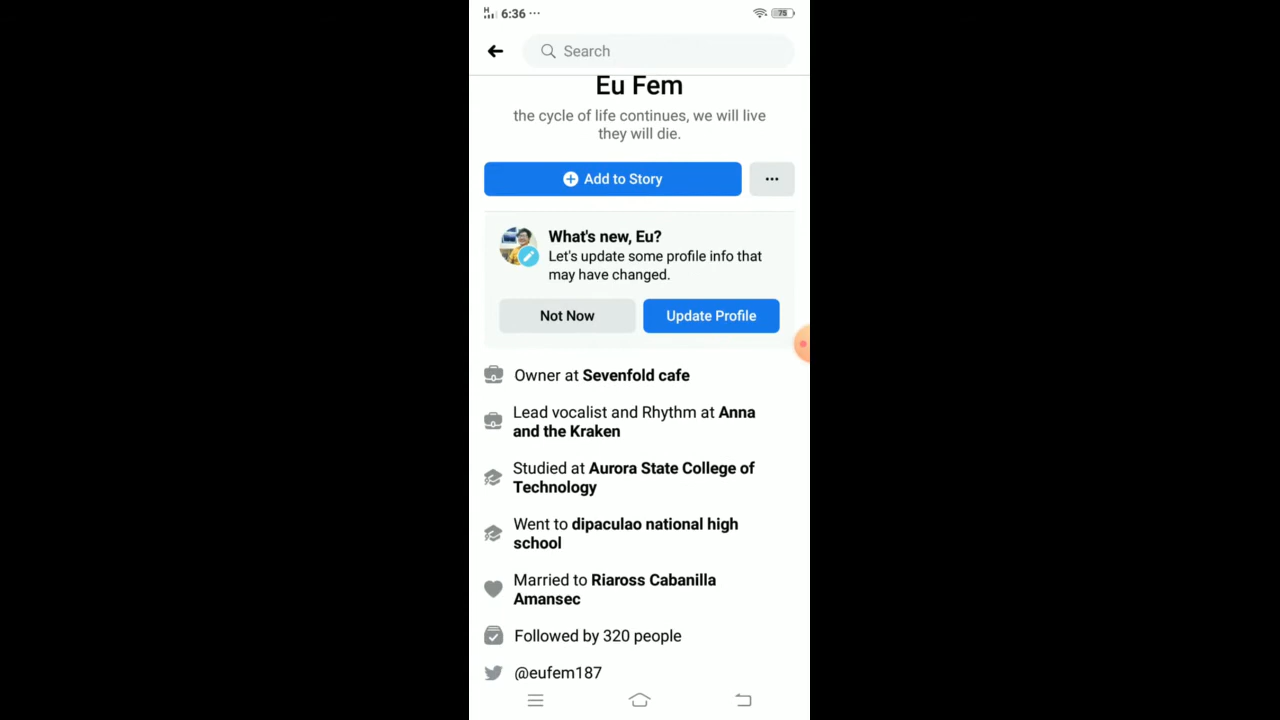 H 6:36 ···
75
Search
Eu Fem
the cycle of life continues, we will live
they will die.
Add to Story
What's new, Eu?
Let's update some profile info that
may have changed.
Not Now
Update Profile
Owner at Sevenfold cafe
Lead vocalist and Rhythm at Anna
and the Kraken
Studied at Aurora State College of
Technology
Went to dipaculao national high
school
Married to Riaross Cabanilla
Amansec
Followed by 320 people
@eufem187